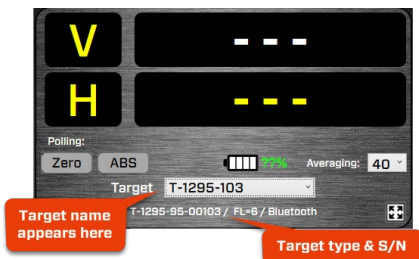 V - - -
H - - -
Polling:
Zero ABS ??% Averaging: 40
Target T-1295-103
T-1295-95-00103 / FL=6 / Bluetooth
Target name
appears here
Target type & S/N